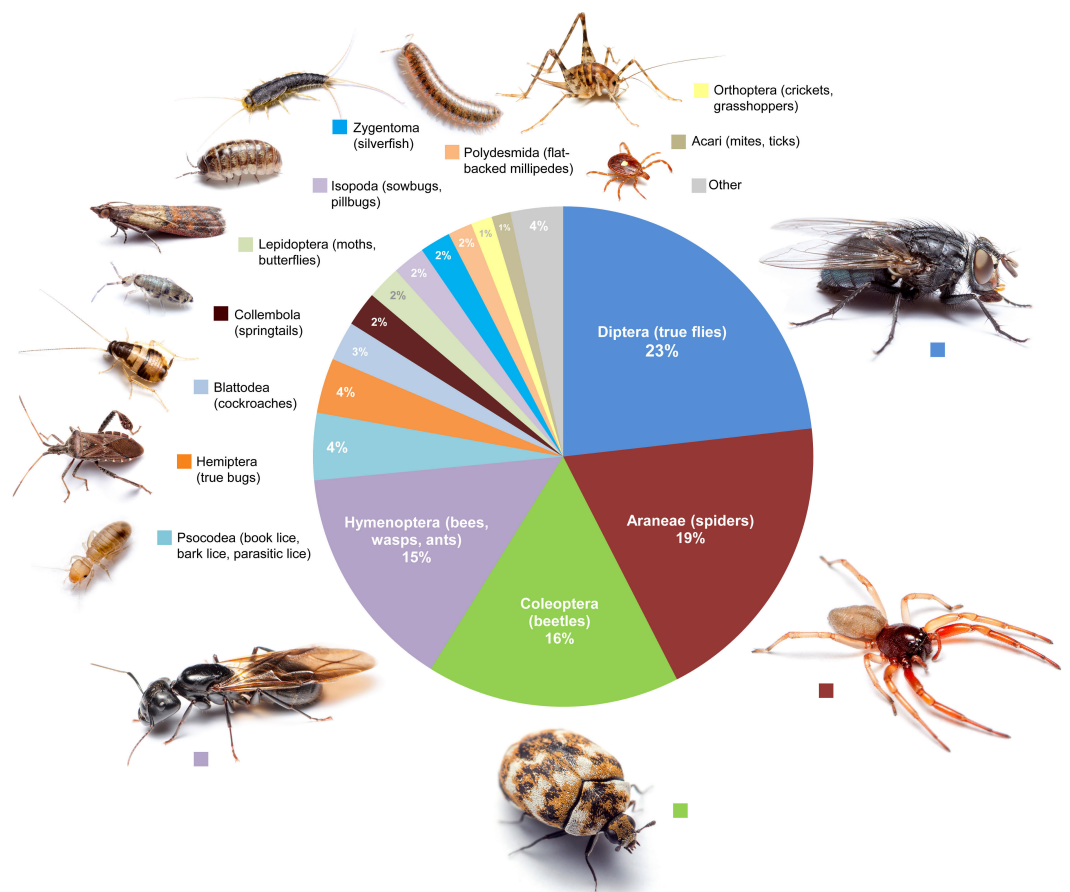 Orthoptera (crickets,
grasshoppers)
Zygentoma
(silverfish)
Polydesmida (flat-
backed millipedes)
Acari (mites, ticks)
Isopoda (sowbugs,
pillbugs)
Other
Lepidoptera (moths,
butterflies)
Collembola
(springtails)
Blattodea
(cockroaches)
Hemiptera
(true bugs)
Psocodea (book lice,
bark lice, parasitic lice)
4%
1%
1%
2%
2%
2%
2%
2%
3%
4%
4%
Diptera (true flies)
23%
Araneae (spiders)
19%
Hymenoptera (bees,
wasps, ants)
15%
Coleoptera
(beetles)
16%